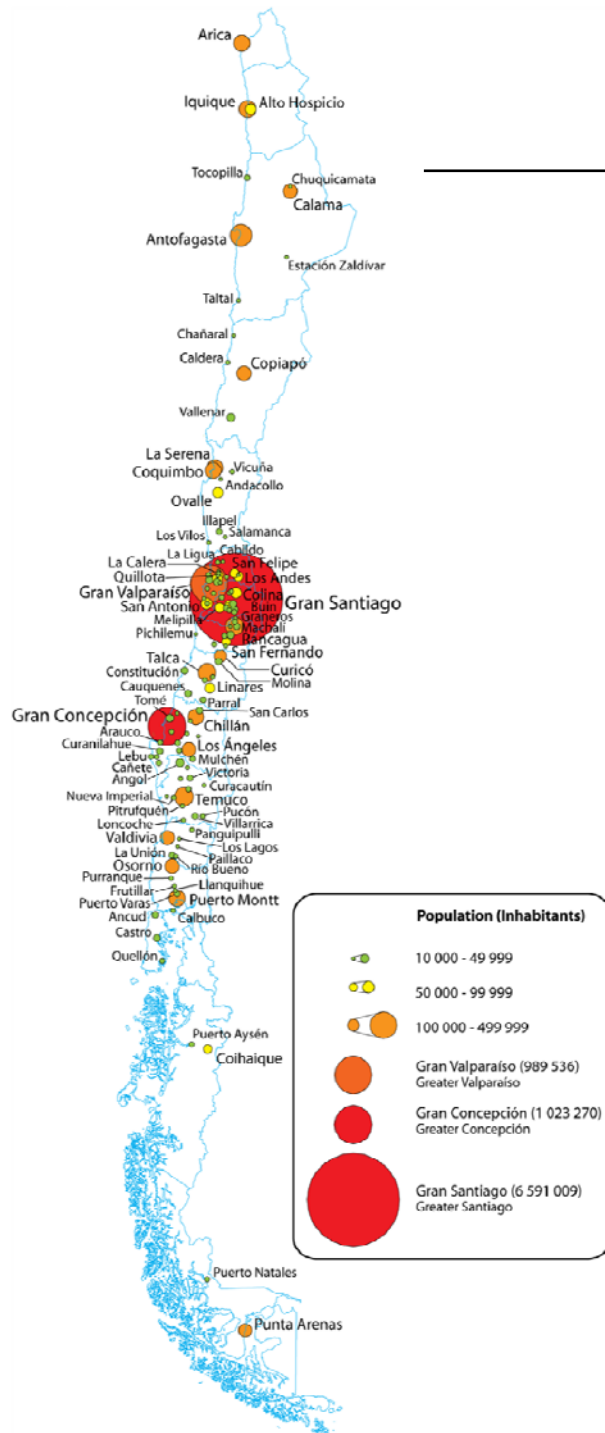 Arica
Iquique
Alto Hospicio
Tocopilla
Chuquicamata
Calama
Antofagasta
Estación Zaldívar
Taltal
Chañaral
Caldera
Copiapó
Vallenar
La Serena
Coquimbo
Vicuña
Andacollo
Ovalle
Illapel
Salamanca
Los Vilos
La Ligua
Cabildo
La Calera
San Felipe
Quillota
Los Andes
Gran Valparaíso
Colina
San Antonio
Buin
Gran Santiago
Melipilla
Graneros
Machalí
Pichilemu
Rancagua
San Fernando
Talca
Curicó
Constitución
Molina
Cauquenes
Linares
Tomé
Parral
San Carlos
Gran Concepción
Chillán
Arauco
Curanilahue
Los Ángeles
Lebu
Mulchén
Cañete
Victoria
Angol
Curacautín
Nueva Imperial
Temuco
Pitrufquén
Pucón
Loncoche
Villarrica
Valdivia
Panguipulli
Los Lagos
La Unión
Paillaco
Osorno
Río Bueno
Purranque
Frutillar
Llanquihue
Puerto Varas
Puerto Montt
Ancud
Calbuco
Castro
Quellón
Puerto Aysén
Coihaique
Puerto Natales
Punta Arenas
Population (Inhabitants)
10 000 - 49 999
50 000 - 99 999
100 000 - 499 999
Gran Valparaíso (989 536)
Greater Valparaíso
Gran Concepción (1 023 270)
Greater Concepción
Gran Santiago (6 591 009)
Greater Santiago